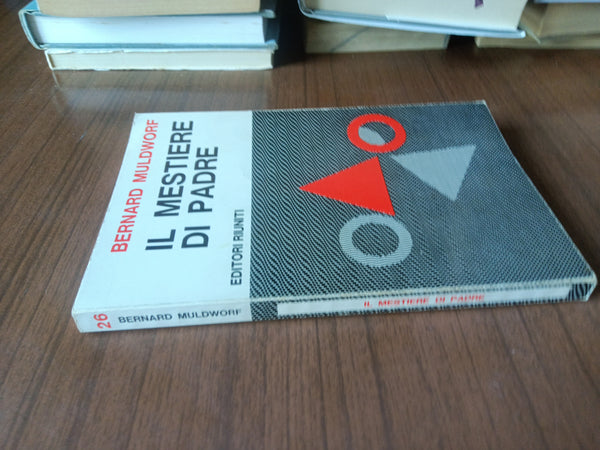 BERNARD MULDWORF
IL MESTIERE
DI PADRE
EDITORI RIUNITI
26 BERNARD MULDWORF
IL MESTIERE DI PADRE